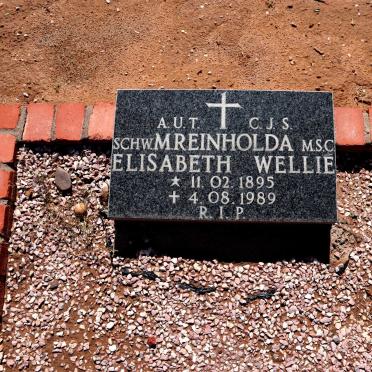 A.U.T. C.J.S.
SCHW. M REINHOLDA M.S.C
ELISABETH WELLIE
* 11.02.1895
+ 4.08.1989
R.I.P